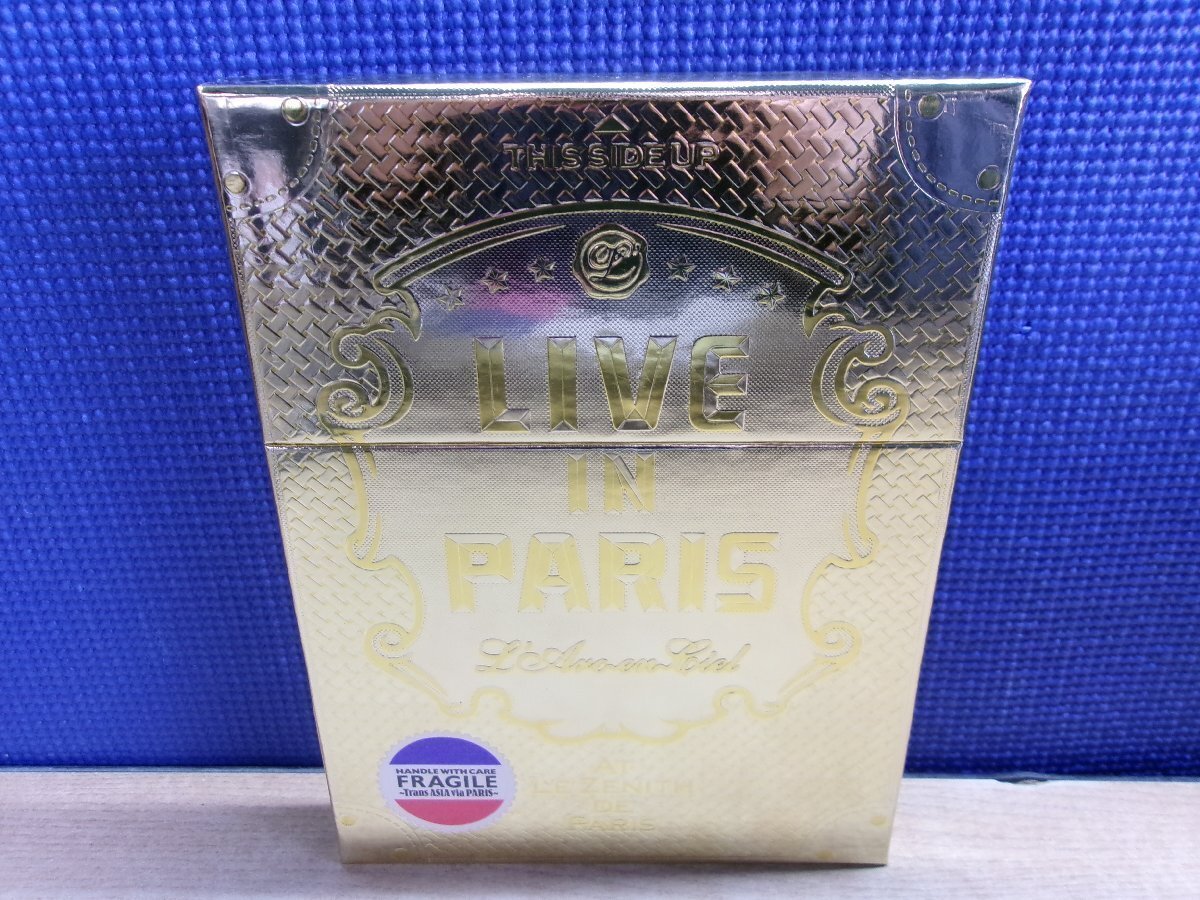 THIS SIDE UP
LIVE
IN
PARIS
L'Arc-en-Ciel
HANDLE WITH CARE
FRAGILE
~Trans ASIA via PARIS~
AT
LE ZENITH
DE
PARIS